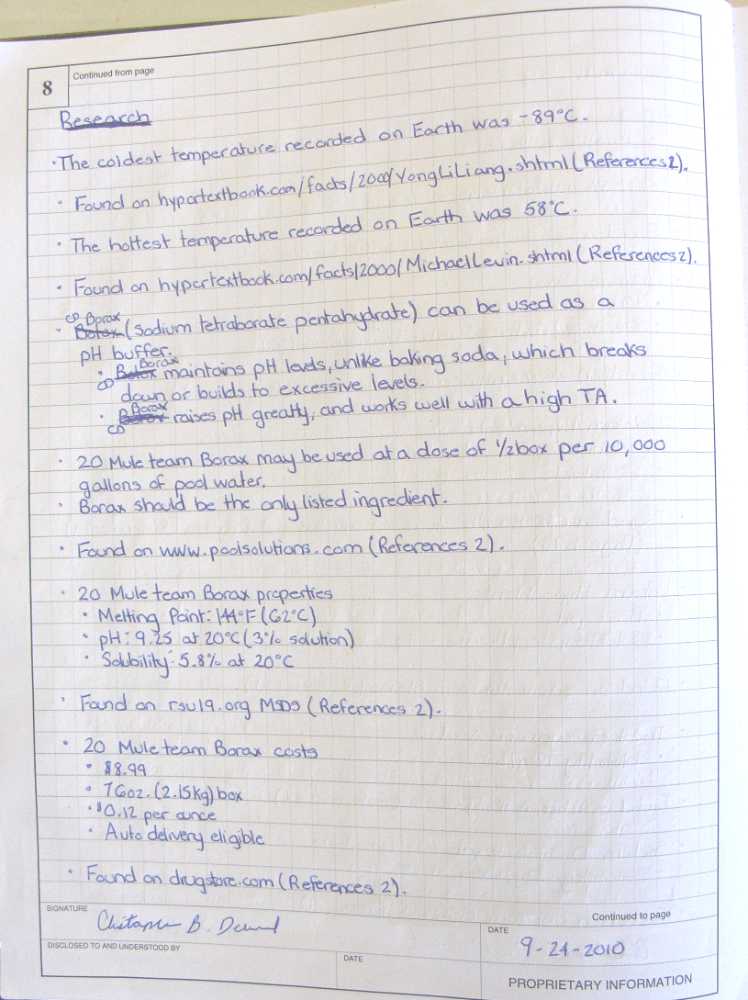 8
Continued from page
Research
·The coldest temperature recorded on Earth was -89°C.
· Found on hypertextbook.com/facts/2000/YongLiLiang.shtml (References2).
· The hottest temperature recorded on Earth was 58°C.
· Found on hypertextbook.com/facts/2000/MichaelLevin.shtml (References2).
CD Borax
· Botox (sodium tetraborate pentahydrate) can be used as a
pH buffer.
Borax
· CD Botox maintains pH levels, unlike baking soda, which breaks
down or builds to excessive levels.
Borax
· CD Botox raises pH greatly, and works well with a high TA.
· 20 Mule team Borax may be used at a dose of 1/2 box per 10,000
gallons of pool water.
· Borax should be the only listed ingredient.
· Found on www.poolsolutions.com (References 2).
· 20 Mule team Borax properties
· Melting Point: 144°F (62°C)
· pH: 9.25 at 20°C (3% solution)
· Solubility: 5.8% at 20°C
· Found on rsu19.org MSDS (References 2).
· 20 Mule team Borax costs
· $8.99
· 76oz. (2.15kg) box
· $0.12 per ounce
· Auto delivery eligible
· Found on drugstore.com (References 2).
SIGNATURE
B.
Continued to page
DATE
9-24-2010
DISCLOSED TO AND UNDERSTOOD BY
DATE
PROPRIETARY INFORMATION